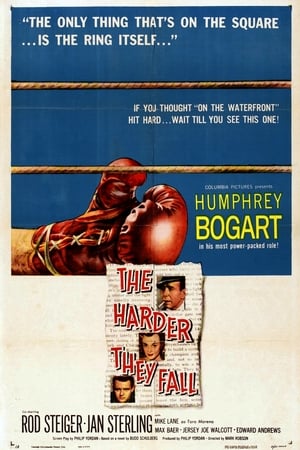 "THE ONLY THING THAT'S ON THE SQUARE
...IS THE RING ITSELF..."
IF YOU THOUGHT "ON THE WATERFRONT"
HIT HARD...WAIT TILL YOU SEE THIS ONE!
COLUMBIA PICTURES presents
HUMPHREY
BOGART
in his most power-packed role!
THE
HARDER
THEY
FALL
Co-starring
ROD STEIGER · JAN STERLING
MIKE LANE as Toro Moreno
MAX BAER · JERSEY JOE WALCOTT · EDWARD ANDREWS
Screen Play by PHILIP YORDAN · Based on a novel by BUDD SCHULBERG
Produced by PHILIP YORDAN · Directed by MARK ROBSON